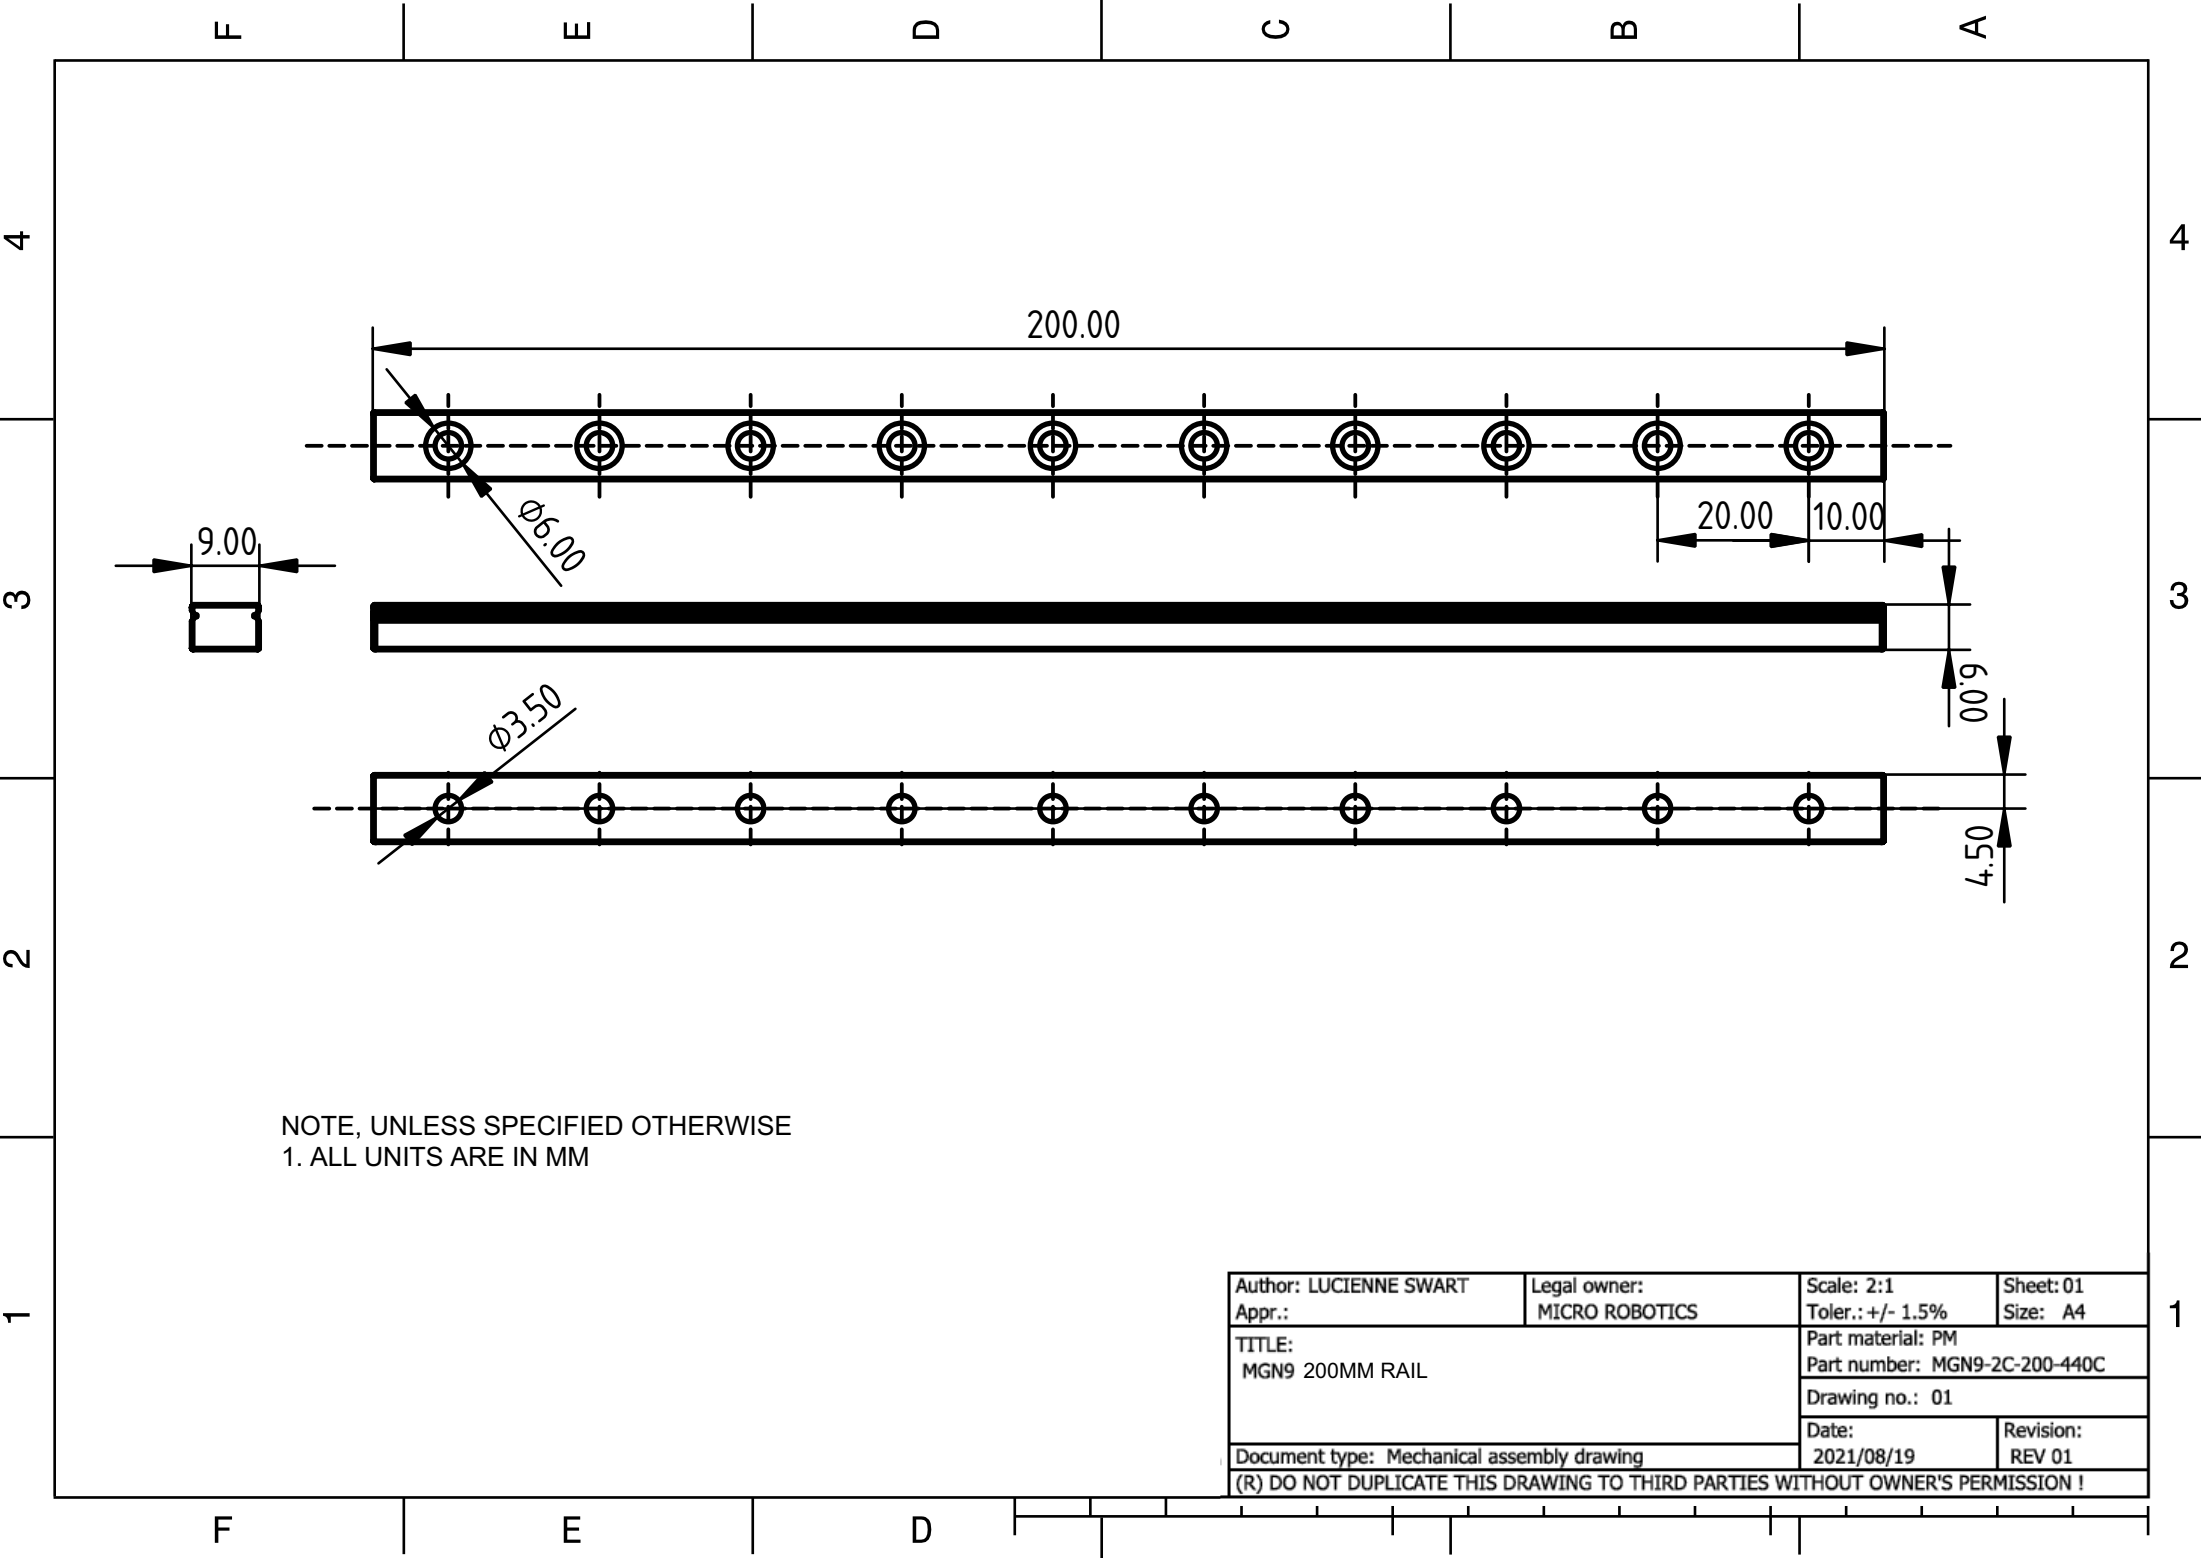 F E D C B A
4 4
200.00
Ø6.00
20.00 10.00
9.00
3 3
6.00
Ø3.50
4.50
2 2
NOTE, UNLESS SPECIFIED OTHERWISE
1. ALL UNITS ARE IN MM
1 1
Author: LUCIENNE SWART
Appr.:
Legal owner:
MICRO ROBOTICS
Scale: 2:1
Toler.: +/- 1.5%
Sheet: 01
Size: A4
TITLE:
MGN9 200MM RAIL
Part material: PM
Part number: MGN9-2C-200-440C
Drawing no.: 01
Date:
2021/08/19
Revision:
REV 01
Document type: Mechanical assembly drawing
(R) DO NOT DUPLICATE THIS DRAWING TO THIRD PARTIES WITHOUT OWNER'S PERMISSION !
F E D